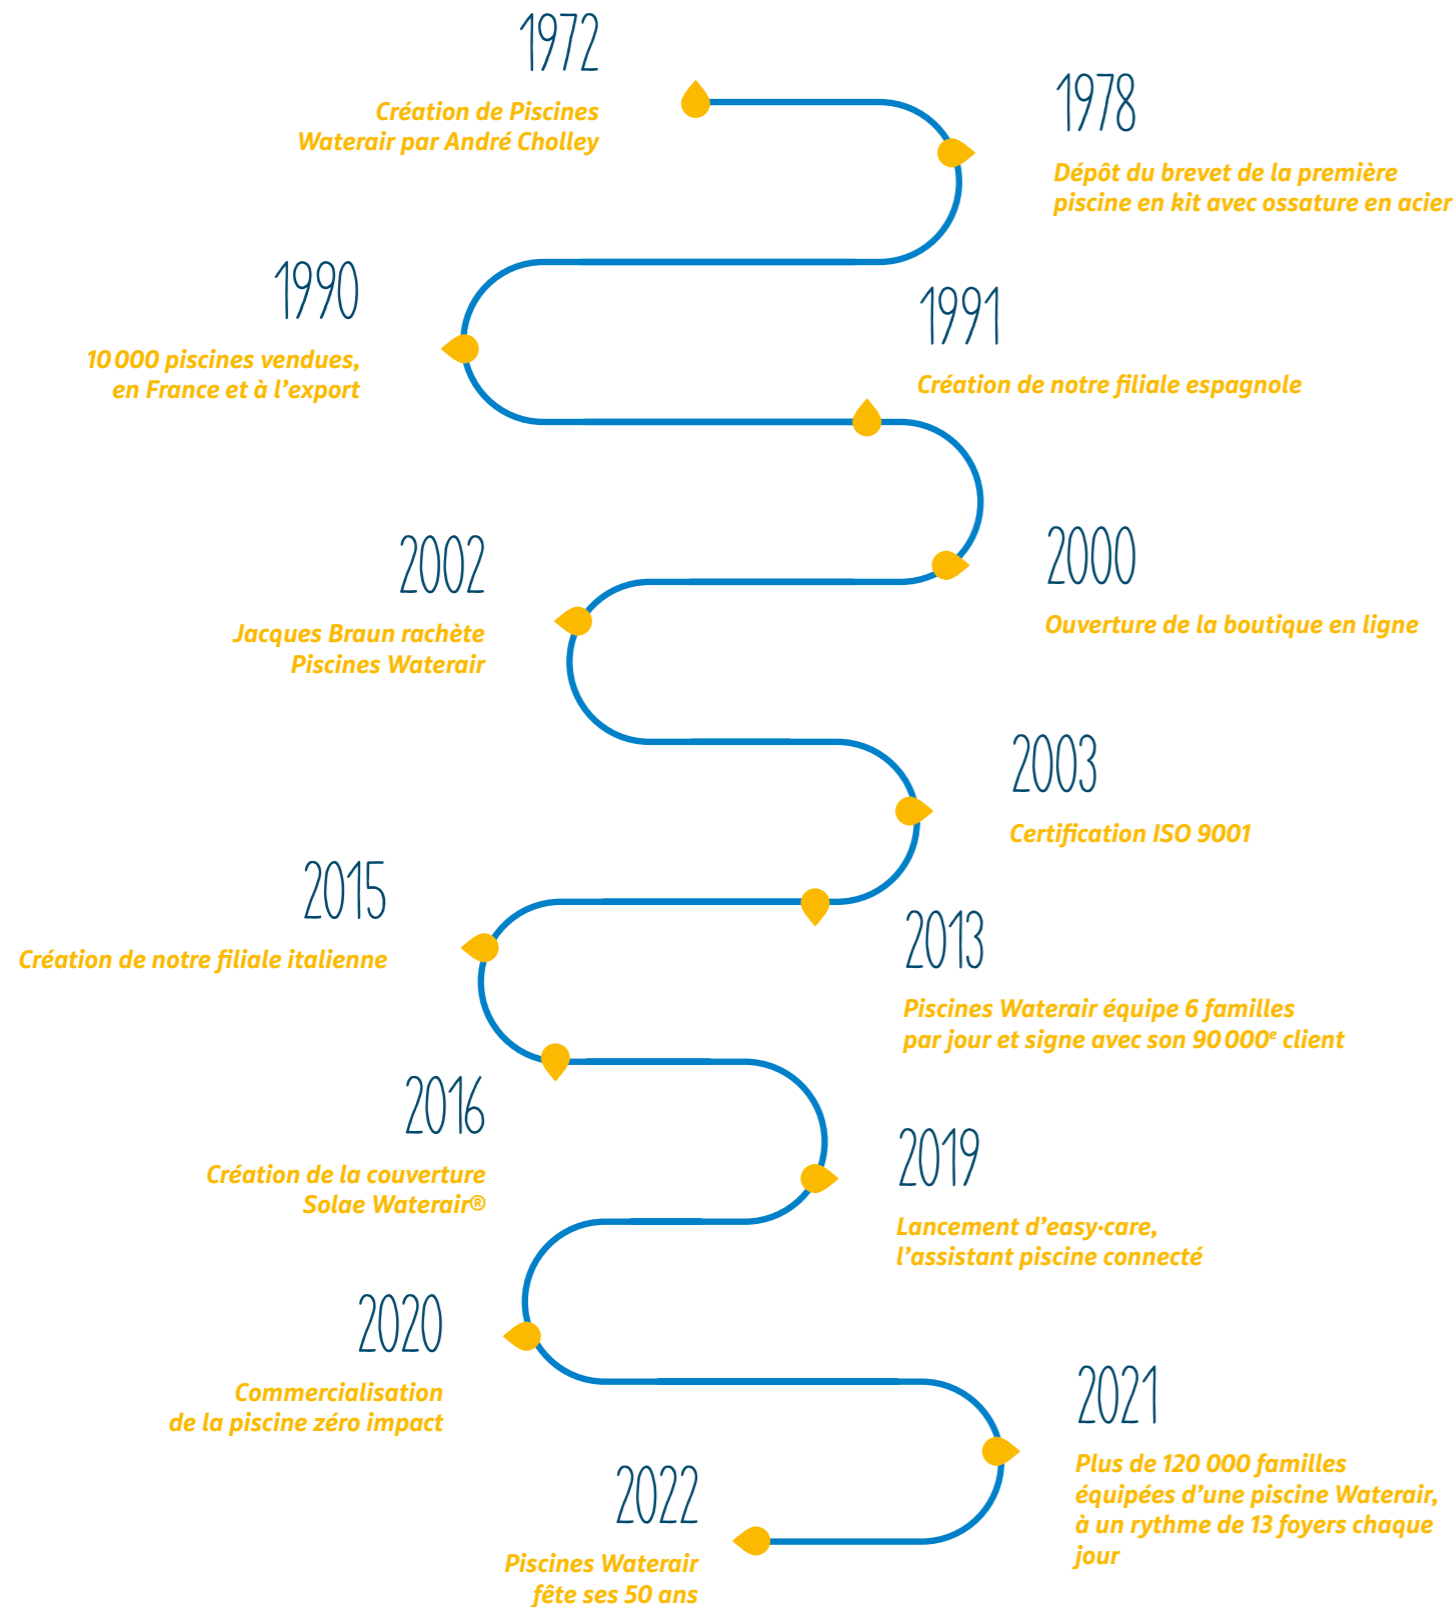 1972
Création de Piscines
Waterair par André Cholley
1978
Dépôt du brevet de la première
piscine en kit avec ossature en acier
1990
10 000 piscines vendues,
en France et à l’export
1991
Création de notre filiale espagnole
2000
Ouverture de la boutique en ligne
2002
Jacques Braun rachète
Piscines Waterair
2003
Certification ISO 9001
2013
Piscines Waterair équipe 6 familles
par jour et signe avec son 90 000e client
2015
Création de notre filiale italienne
2016
Création de la couverture
Solae Waterair®
2019
Lancement d’easy·care,
l’assistant piscine connecté
2020
Commercialisation
de la piscine zéro impact
2021
Plus de 120 000 familles
équipées d’une piscine Waterair,
à un rythme de 13 foyers chaque
jour
2022
Piscines Waterair
fête ses 50 ans